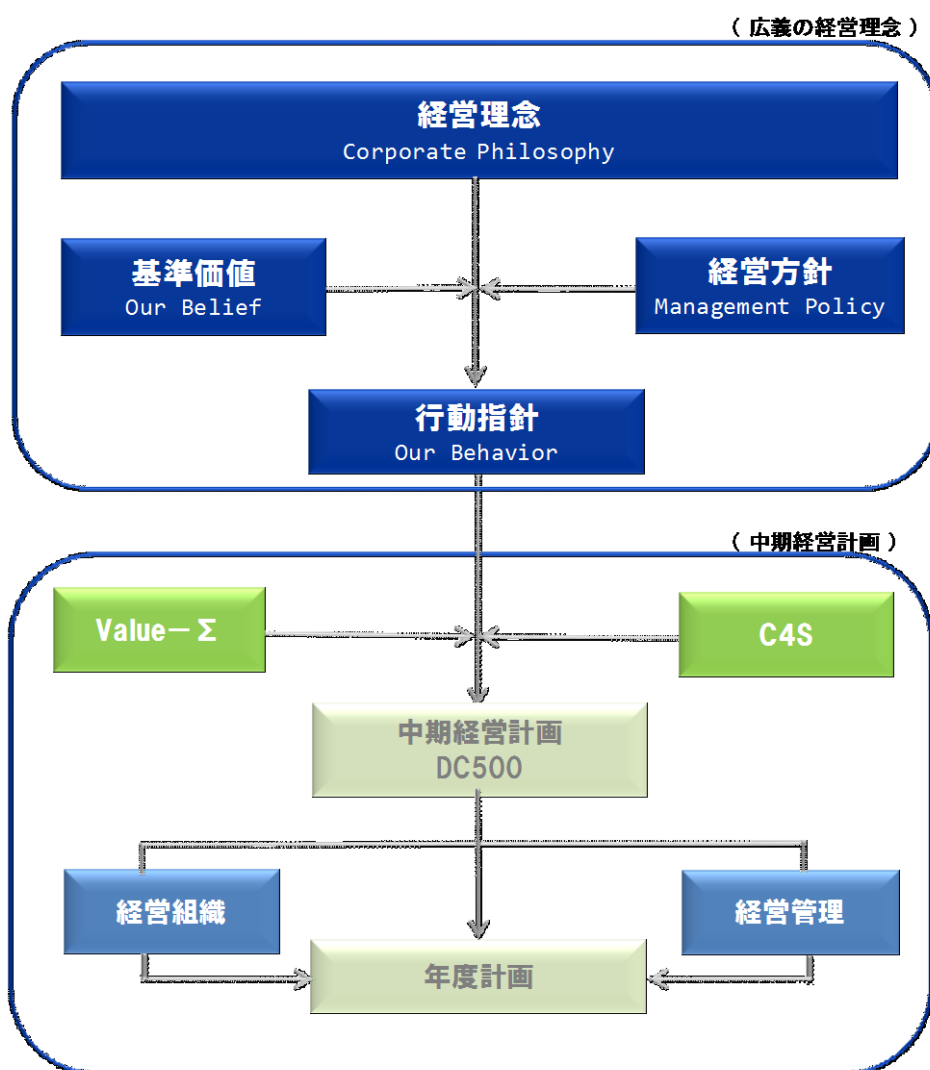 （ 広義の経営理念 ）
経営理念
Corporate Philosophy
基準価値
Our Belief
経営方針
Management Policy
行動指針
Our Behavior
（ 中期経営計画 ）
Value－Σ
C4S
中期経営計画
DC500
経営組織
経営管理
年度計画